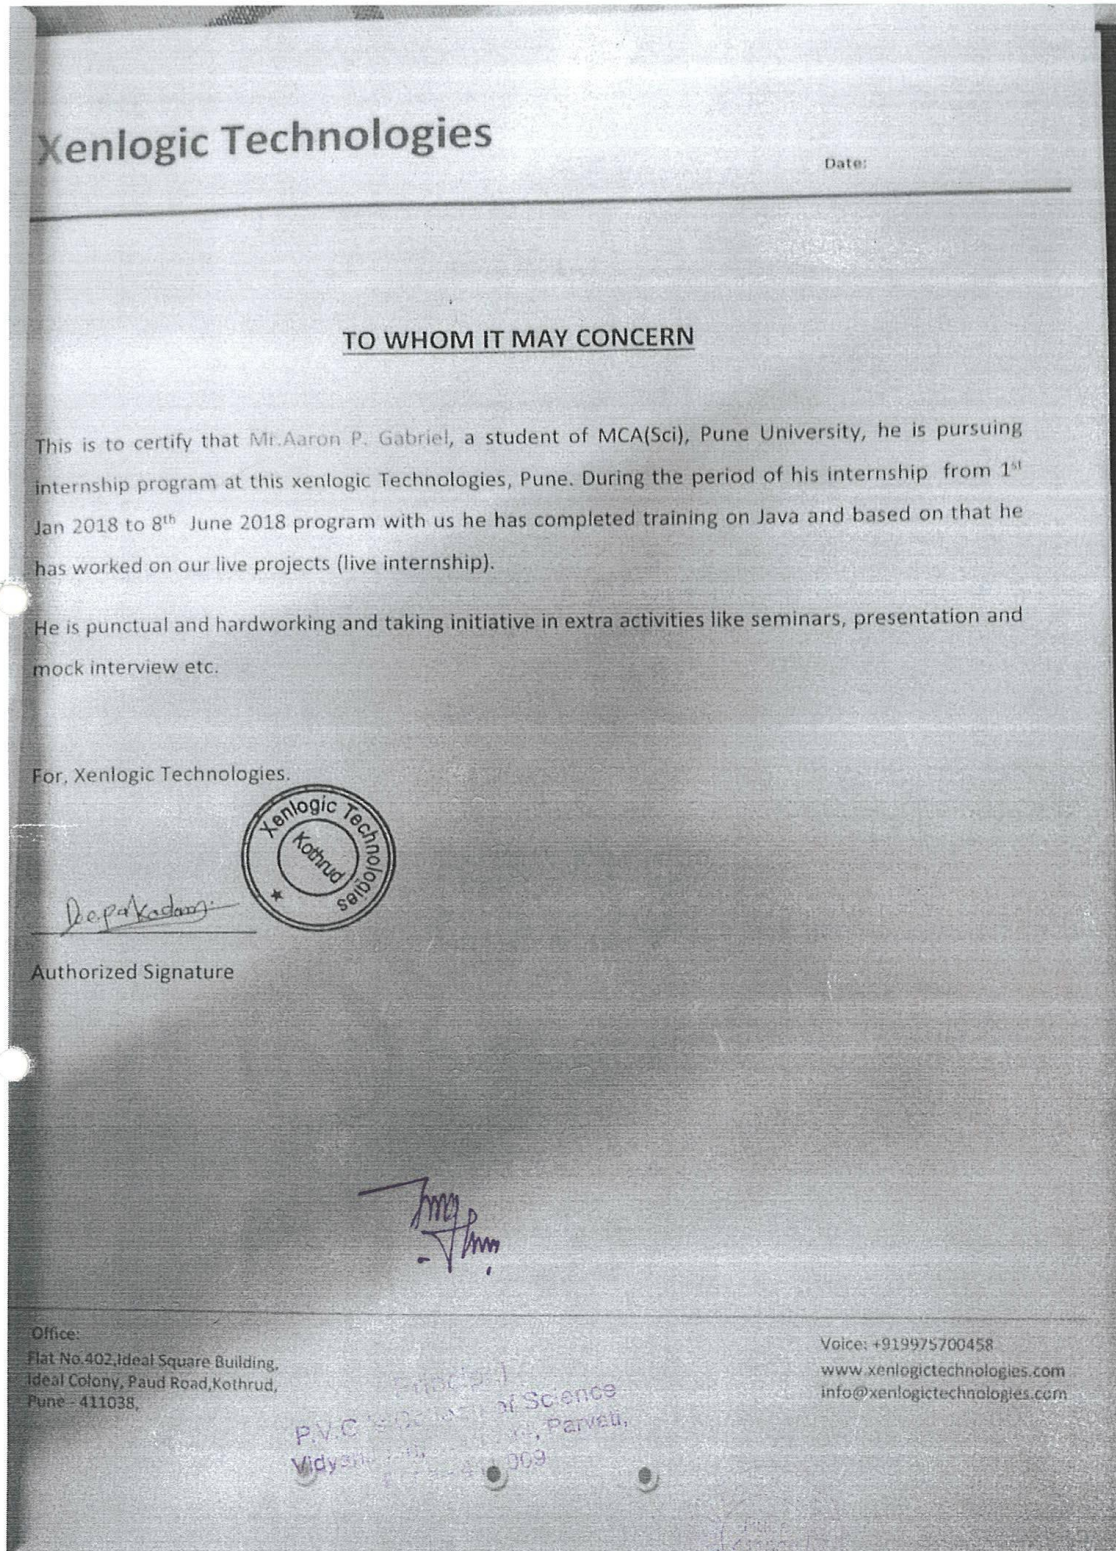 Xenlogic Technologies
Date:
TO WHOM IT MAY CONCERN
This is to certify that Mr.Aaron P. Gabriel, a student of MCA(Sci), Pune University, he is pursuing
internship program at this xenlogic Technologies, Pune. During the period of his internship from 1st
Jan 2018 to 8th June 2018 program with us he has completed training on Java and based on that he
has worked on our live projects (live internship).
He is punctual and hardworking and taking initiative in extra activities like seminars, presentation and
mock interview etc.
For, Xenlogic Technologies.
Xenlogic Technologies
Kothrud
Authorized Signature
Office:
Flat No.402,Ideal Square Building,
Ideal Colony, Paud Road,Kothrud,
Pune - 411038,
Voice: +919975700458
www.xenlogictechnologies.com
info@xenlogictechnologies.com
Principal
P.V.G of Science
Parvati,
009